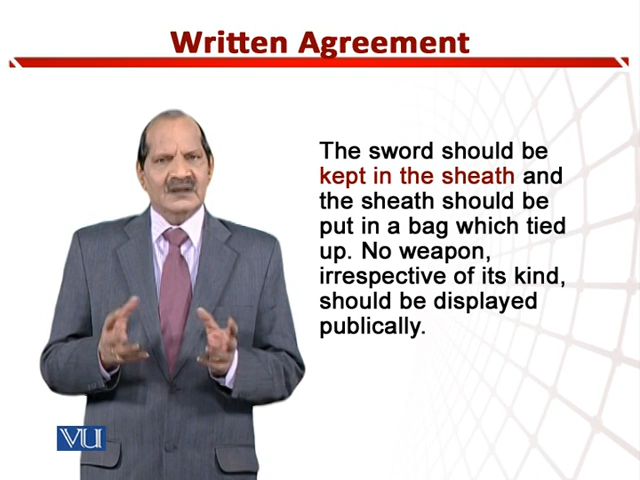 Written Agreement
The sword should be
kept in the sheath and
the sheath should be
put in a bag which tied
up. No weapon,
irrespective of its kind,
should be displayed
publically.
VU